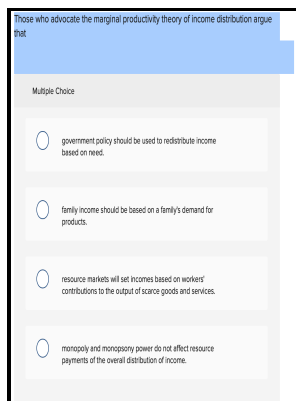 Those who advocate the marginal productivity theory of income distribution argue
that
Multiple Choice
government policy should be used to redistribute income
based on need.
family income should be based on a family's demand for
products.
resource markets will set incomes based on workers'
contributions to the output of scarce goods and services.
monopoly and monopsony power do not affect resource
payments of the overall distribution of income.